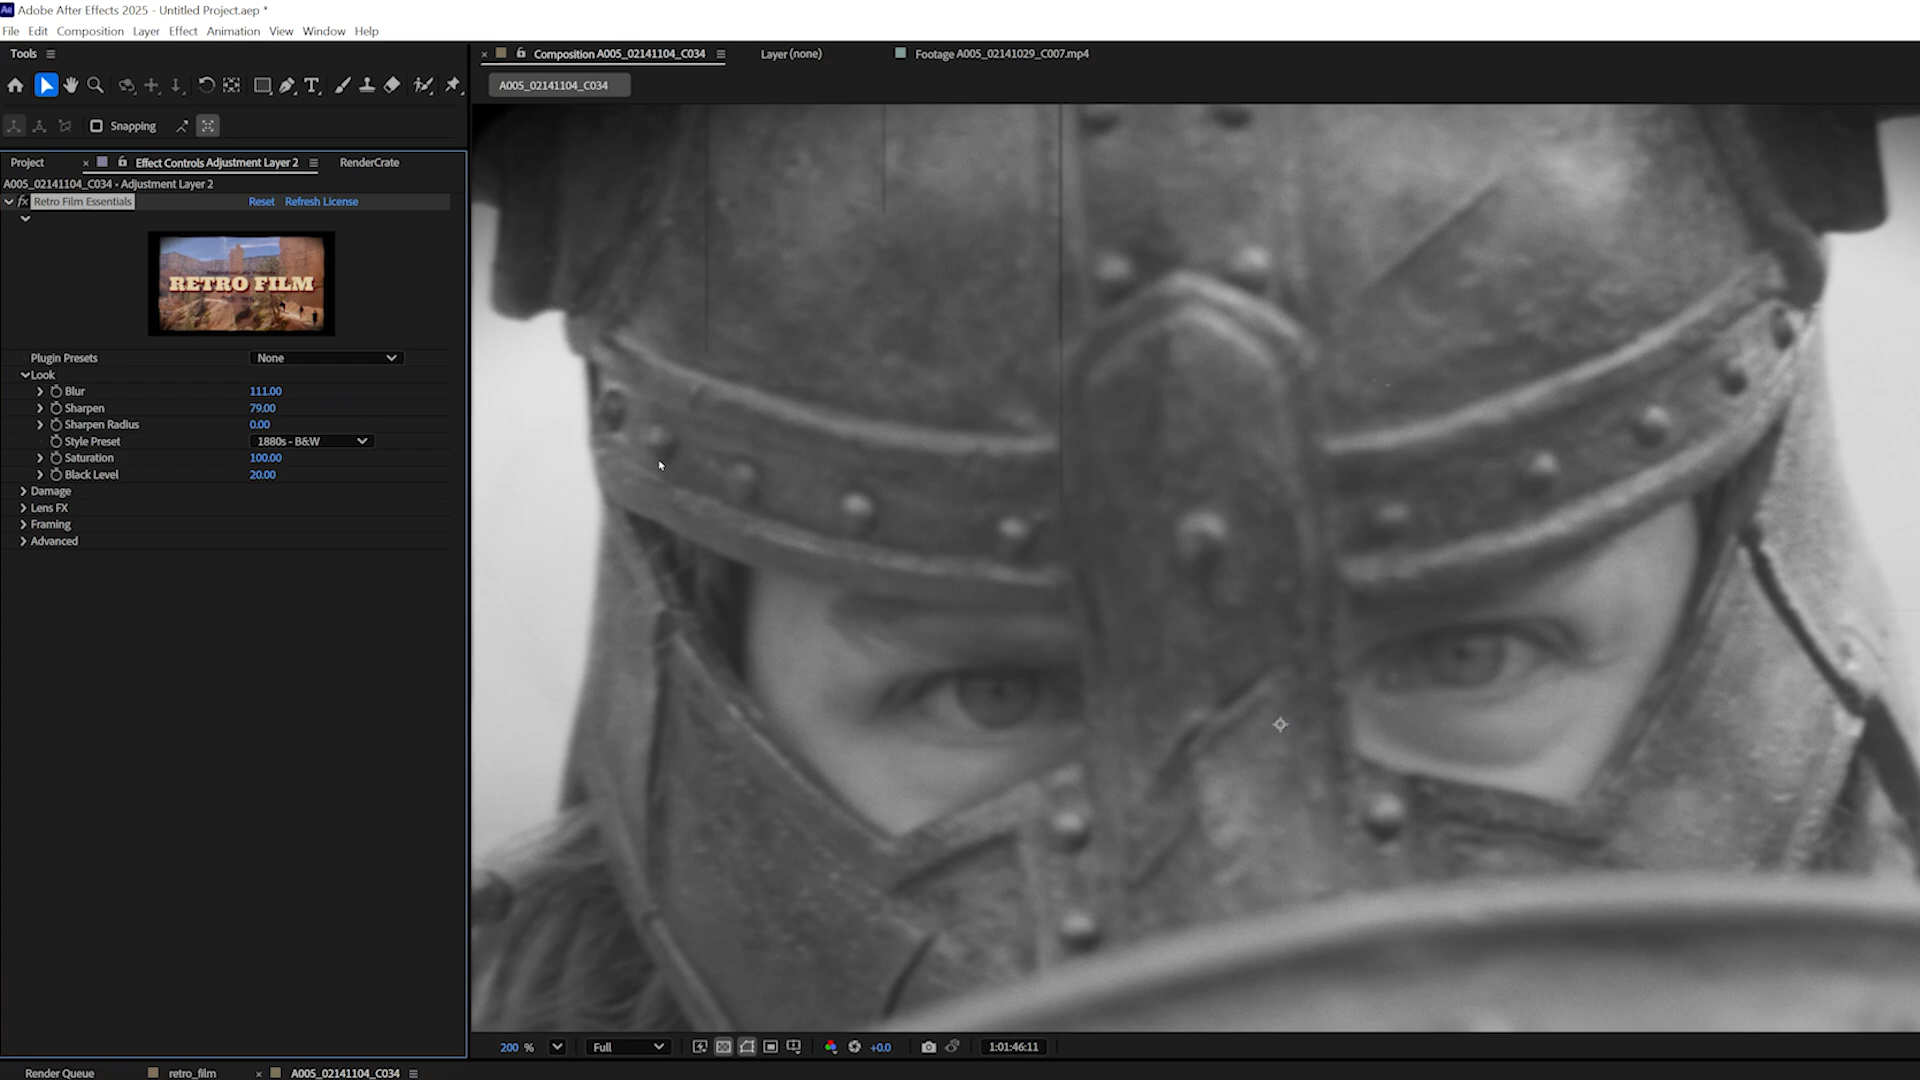 Ae Adobe After Effects 2025 - Untitled Project.aep *
File Edit Composition Layer Effect Animation View Window Help
Tools
Composition A005_02141104_C034 Layer (none) Footage A005_02141029_C007.mp4
A005_02141104_C034
Snapping
Project Effect Controls Adjustment Layer 2 RenderCrate
A005_02141104_C034 • Adjustment Layer 2
fx Retro Film Essentials Reset Refresh License
RETRO FILM
Plugin Presets None
Look
Blur 111.00
Sharpen 79.00
Sharpen Radius 0.00
Style Preset 1880s - B&W
Saturation 100.00
Black Level 20.00
Damage
Lens FX
Framing
Advanced
200 % Full +0.0 1:01:46:11
Render Queue retro_film A005_02141104_C034